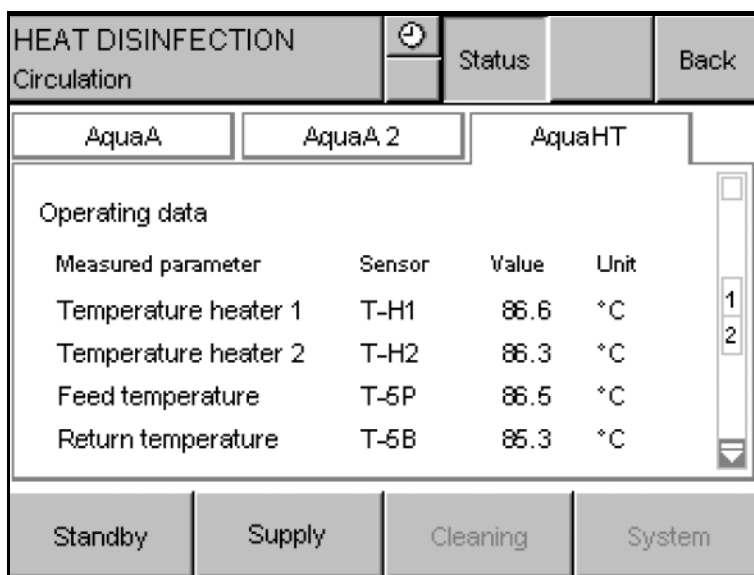 HEAT DISINFECTION
Circulation
Status
Back
AquaA
AquaA 2
AquaHT
Operating data
Measured parameter Sensor Value Unit
Temperature heater 1 T-H1 86.6 °C
Temperature heater 2 T-H2 86.3 °C
Feed temperature T-5P 86.5 °C
Return temperature T-5B 85.3 °C
1
2
Standby
Supply
Cleaning
System